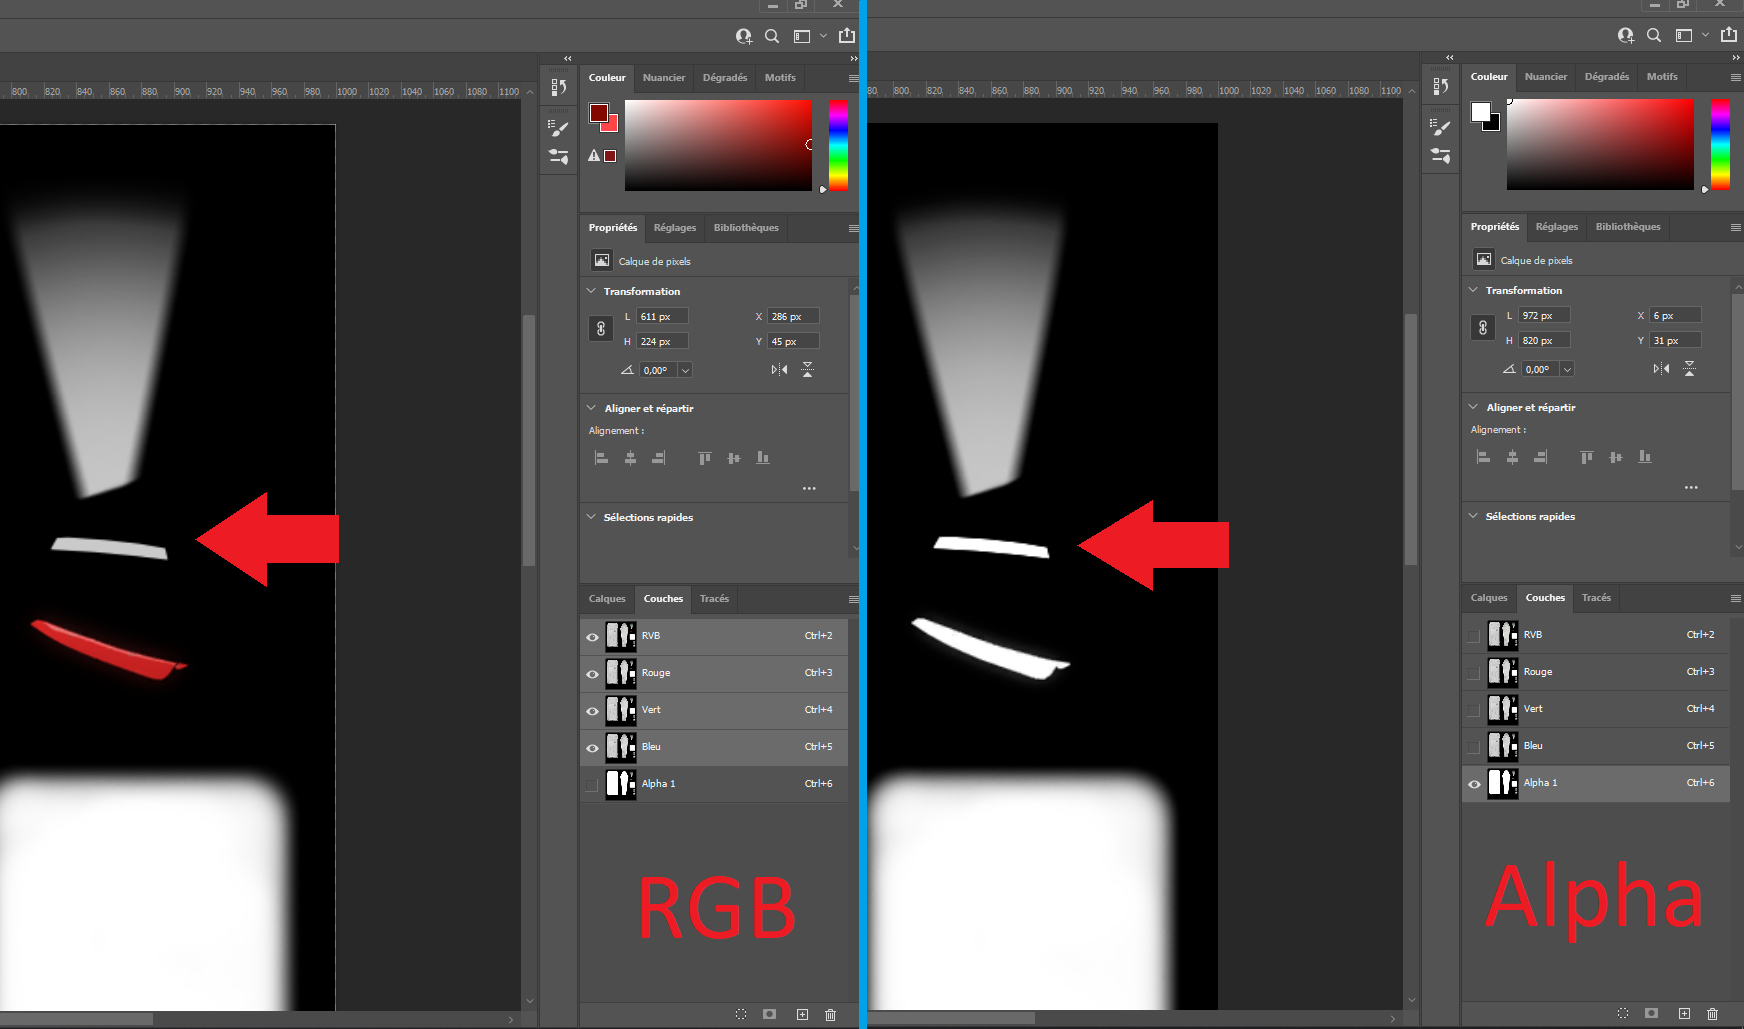 Couleur Nuancier Dégradés Motifs
800 820 840 860 880 900 920 940 960 980 1000 1020 1040 1060 1080 1100
Propriétés Réglages Bibliothèques
Calque de pixels
Transformation
L 611 px X 286 px
H 224 px Y 45 px
0,00°
Aligner et répartir
Alignement :
Sélections rapides
Calques Couches Tracés
RVB Ctrl+2
Rouge Ctrl+3
Vert Ctrl+4
Bleu Ctrl+5
Alpha 1 Ctrl+6
RGB
Couleur Nuancier Dégradés Motifs
80 800 820 840 860 880 900 920 940 960 980 1000 1020 1040 1060 1080 1100
Propriétés Réglages Bibliothèques
Calque de pixels
Transformation
L 972 px X 6 px
H 820 px Y 31 px
0,00°
Aligner et répartir
Alignement :
Sélections rapides
Calques Couches Tracés
RVB Ctrl+2
Rouge Ctrl+3
Vert Ctrl+4
Bleu Ctrl+5
Alpha 1 Ctrl+6
Alpha